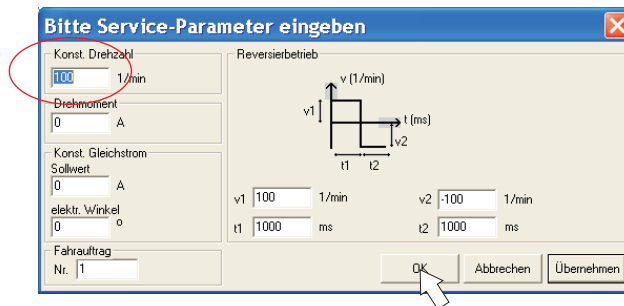 Bitte Service-Parameter eingeben
Konst. Drehzahl
100 1/min
Drehmoment
0 A
Konst. Gleichstrom
Sollwert
0 A
elektr. Winkel
0 °
Fahrauftrag
Nr. 1
Reversierbetrieb
v (1/min)
v1
t (ms)
v2
t1 t2
v1 100 1/min v2 -100 1/min
t1 1000 ms t2 1000 ms
OK Abbrechen Übernehmen